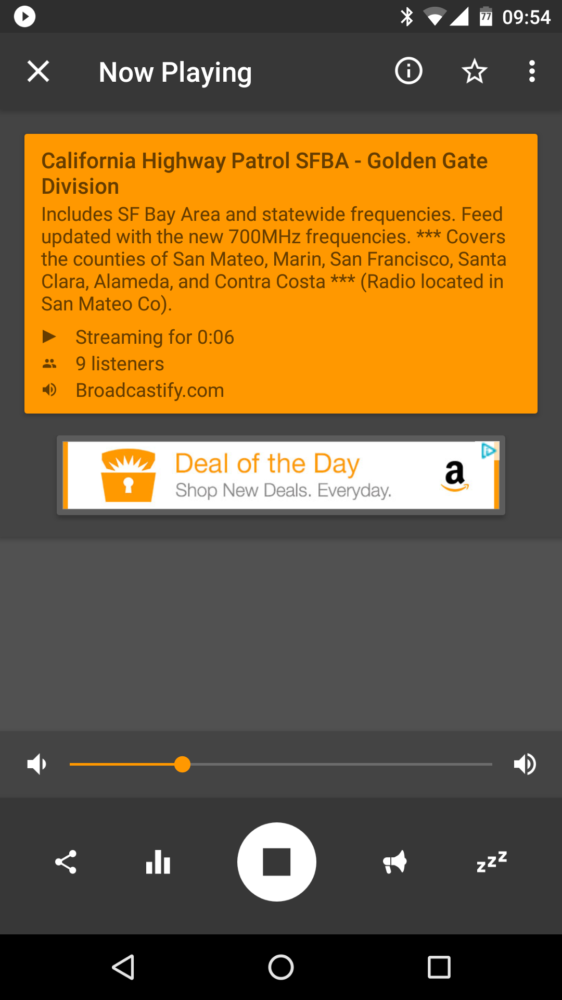 77 09:54
Now Playing
California Highway Patrol SFBA - Golden Gate
Division
Includes SF Bay Area and statewide frequencies. Feed
updated with the new 700MHz frequencies. *** Covers
the counties of San Mateo, Marin, San Francisco, Santa
Clara, Alameda, and Contra Costa *** (Radio located in
San Mateo Co).
Streaming for 0:06
9 listeners
Broadcastify.com
Deal of the Day
Shop New Deals. Everyday.
a
zzz